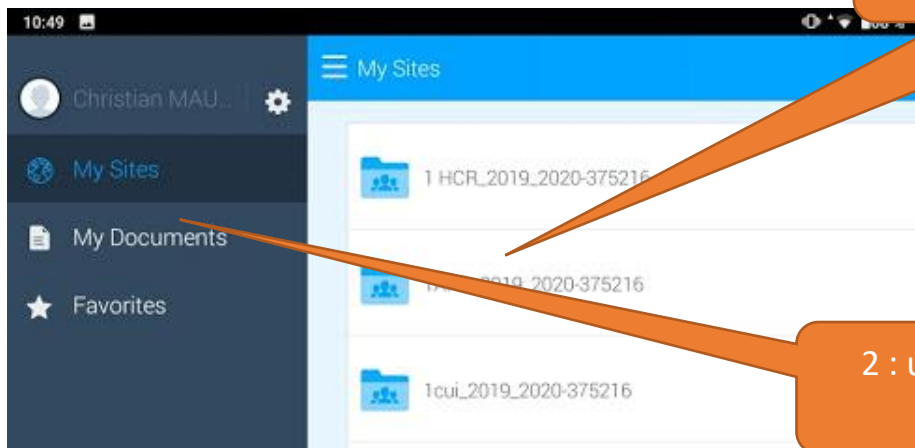 10:49
Christian MAU...
My Sites
My Documents
Favorites
My Sites
1 HCR_2019_2020-375216
2019_2020-375216
1cui_2019_2020-375216
2 :